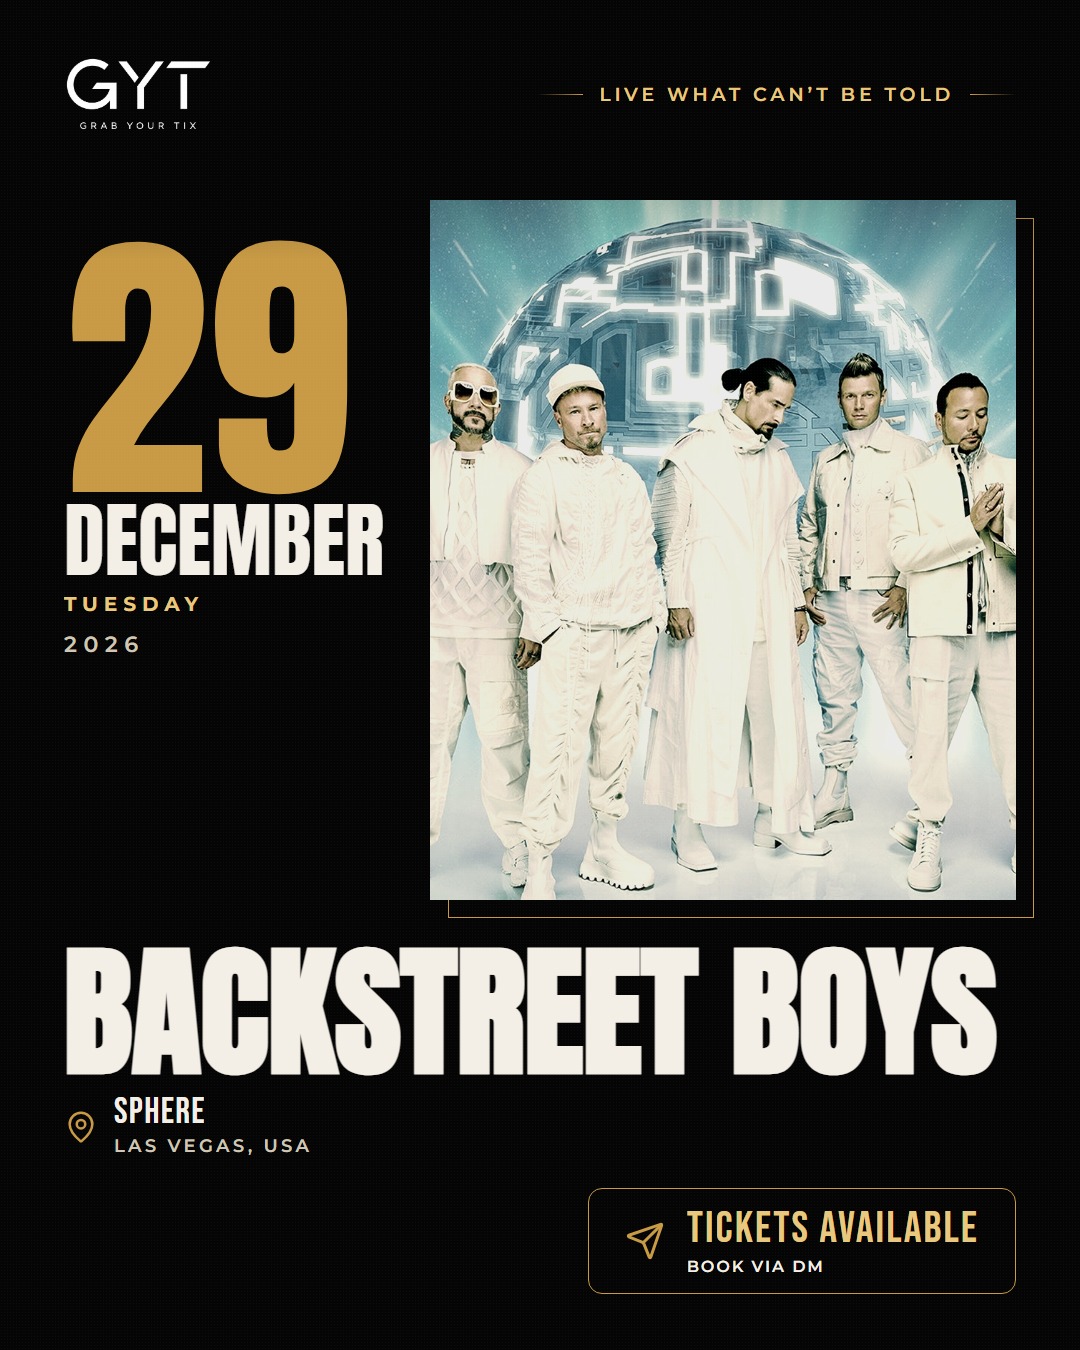 GYT
GRAB YOUR TIX
LIVE WHAT CAN’T BE TOLD
29
DECEMBER
TUESDAY
2026
BACKSTREET BOYS
SPHERE
LAS VEGAS, USA
TICKETS AVAILABLE
BOOK VIA DM